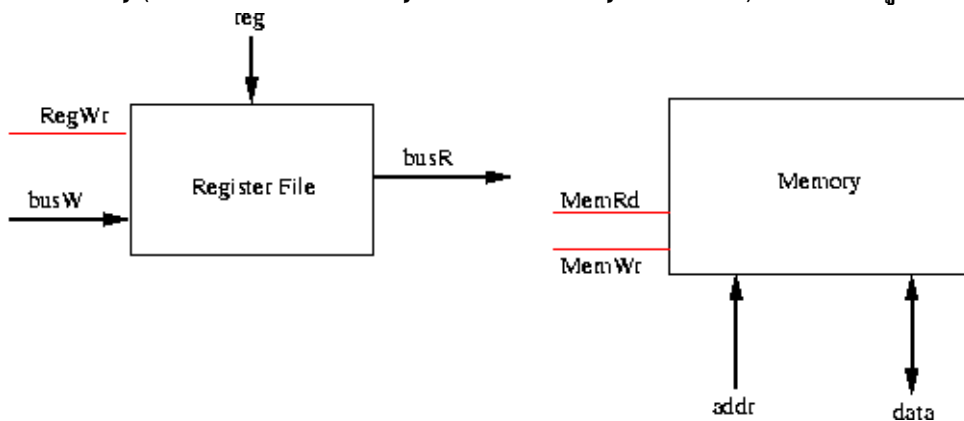 reg
RegWr
busW
Register File
busR
Memory
MemRd
MemWr
addr
data